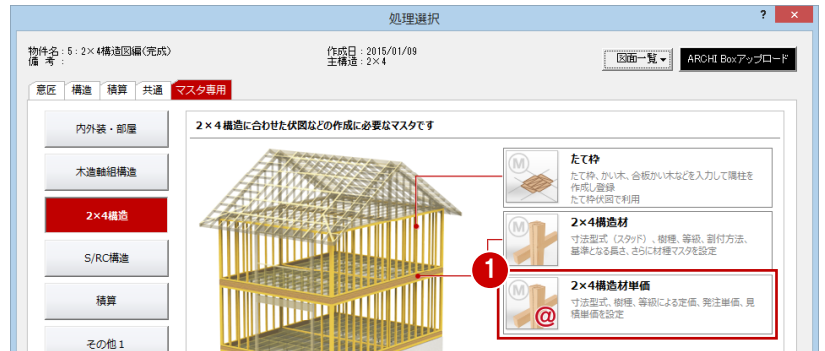 処理選択
? ×
物件名:5:2×4構造図編(完成)
作成日:2015/01/09
備 考 :
主構造:2×4
図面一覧▼
ARCHI Boxアップロード
意匠 構造 積算 共通 マスタ専用
内外装・部屋
木造軸組構造
2×4構造
S/RC構造
積算
その他1
2×4構造に合わせた伏図などの作成に必要なマスタです
M
たて枠
たて枠、かい木、合板かい木などを入力して隅柱を
作成し登録
たて枠伏図で利用
M
2×4構造材
寸法型式(スタッド)、樹種、等級、割付方法、
基準となる長さ、さらに材種マスタを設定
1
M
@
2×4構造材単価
寸法型式、樹種、等級による定価、発注単価、見
積単価を設定